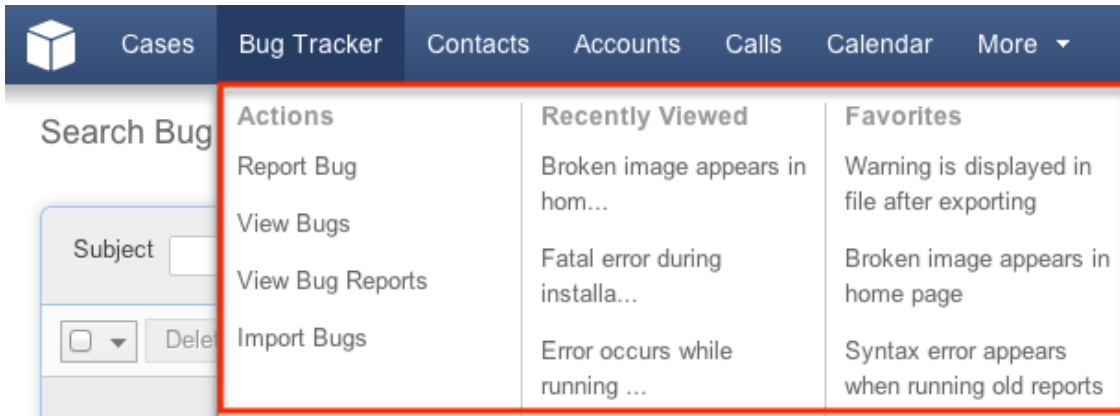 Cases Bug Tracker Contacts Accounts Calls Calendar More
Search Bug
Subject
Delet
Actions
Report Bug
View Bugs
View Bug Reports
Import Bugs
Recently Viewed
Broken image appears in
hom...
Fatal error during
installa...
Error occurs while
running ...
Favorites
Warning is displayed in
file after exporting
Broken image appears in
home page
Syntax error appears
when running old reports